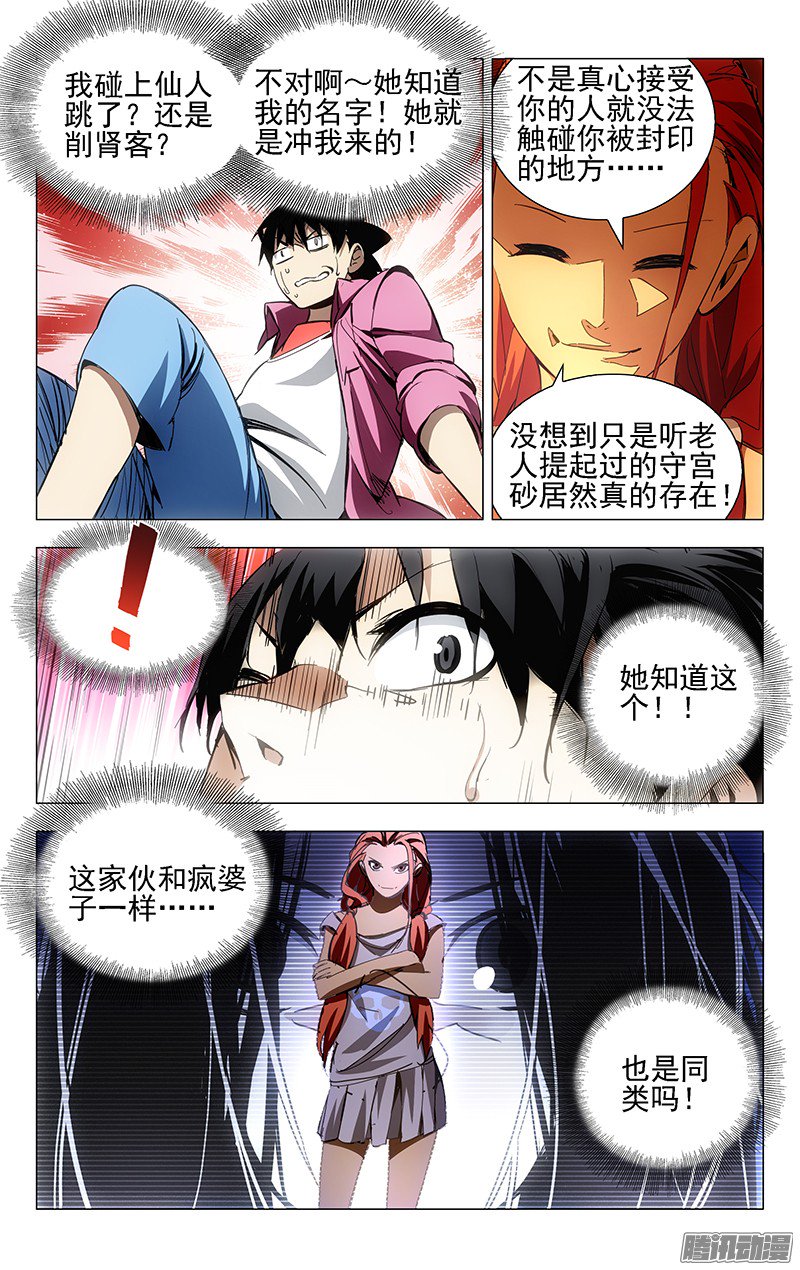 我碰上仙人
跳了？还是
削肾客？
不对啊～她知道
我的名字！她就
是冲我来的！
不是真心接受
你的人就没法
触碰你被封印
的地方……
没想到只是听老
人提起过的守宫
砂居然真的存在！
！
她知道这
个！！
这家伙和疯婆
子一样……
也是同
类吗！
腾讯动漫